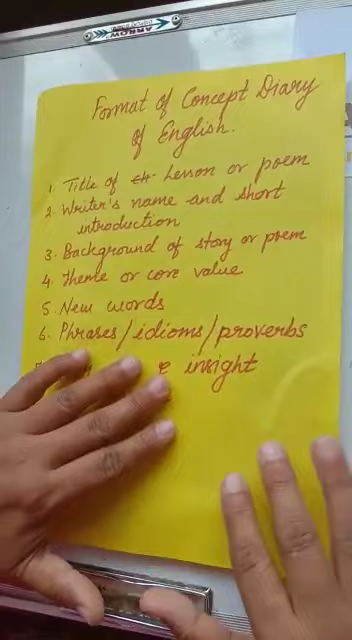 ARROW
Format of Concept Diary
of English.
1. Title of Lesson or poem
2. Writer's name and short
introduction
3. Background of story or poem
4. Theme or core value
5. New words
6. Phrases/idioms/proverbs
insight